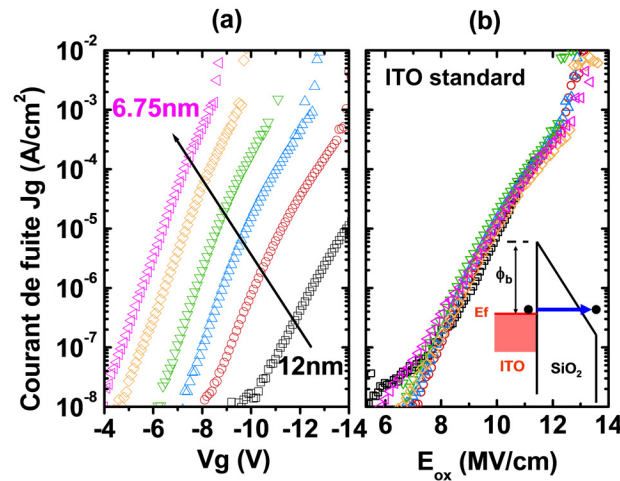 (a)
(b)
Courant de fuite Jg (A/cm²)
10⁻²
10⁻³
10⁻⁴
10⁻⁵
10⁻⁶
10⁻⁷
10⁻⁸
6.75nm
12nm
-4 -6 -8 -10 -12 -14
Vg (V)
ITO standard
ϕb
Ef
ITO
SiO₂
6 8 10 12 14
Eox (MV/cm)